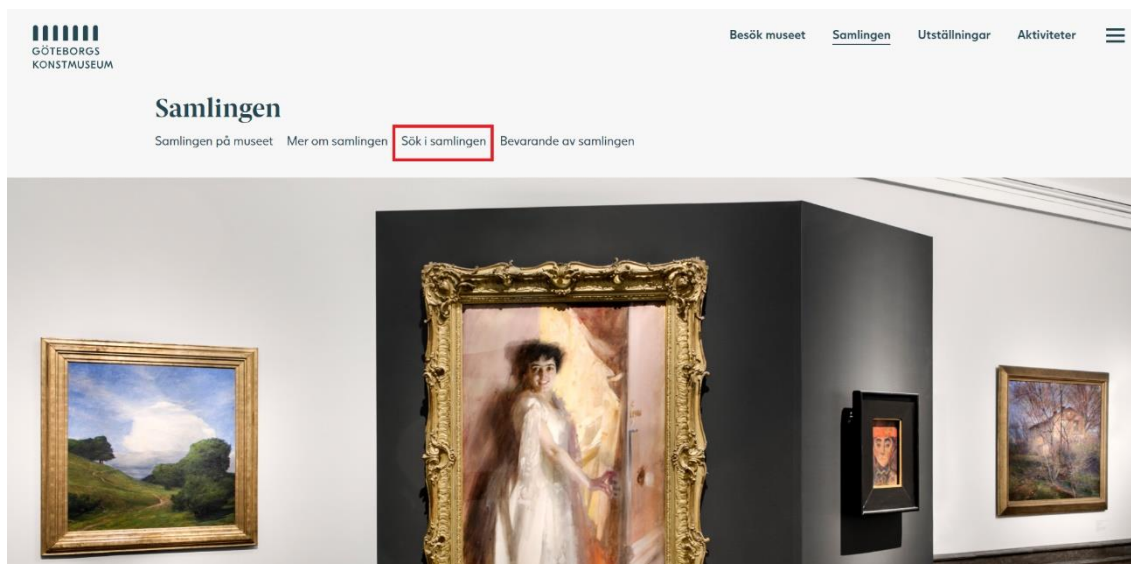 GÖTEBORGS
KONSTMUSEUM
Besök museet Samlingen Utställningar Aktiviteter
Samlingen
Samlingen på museet Mer om samlingen Sök i samlingen Bevarande av samlingen